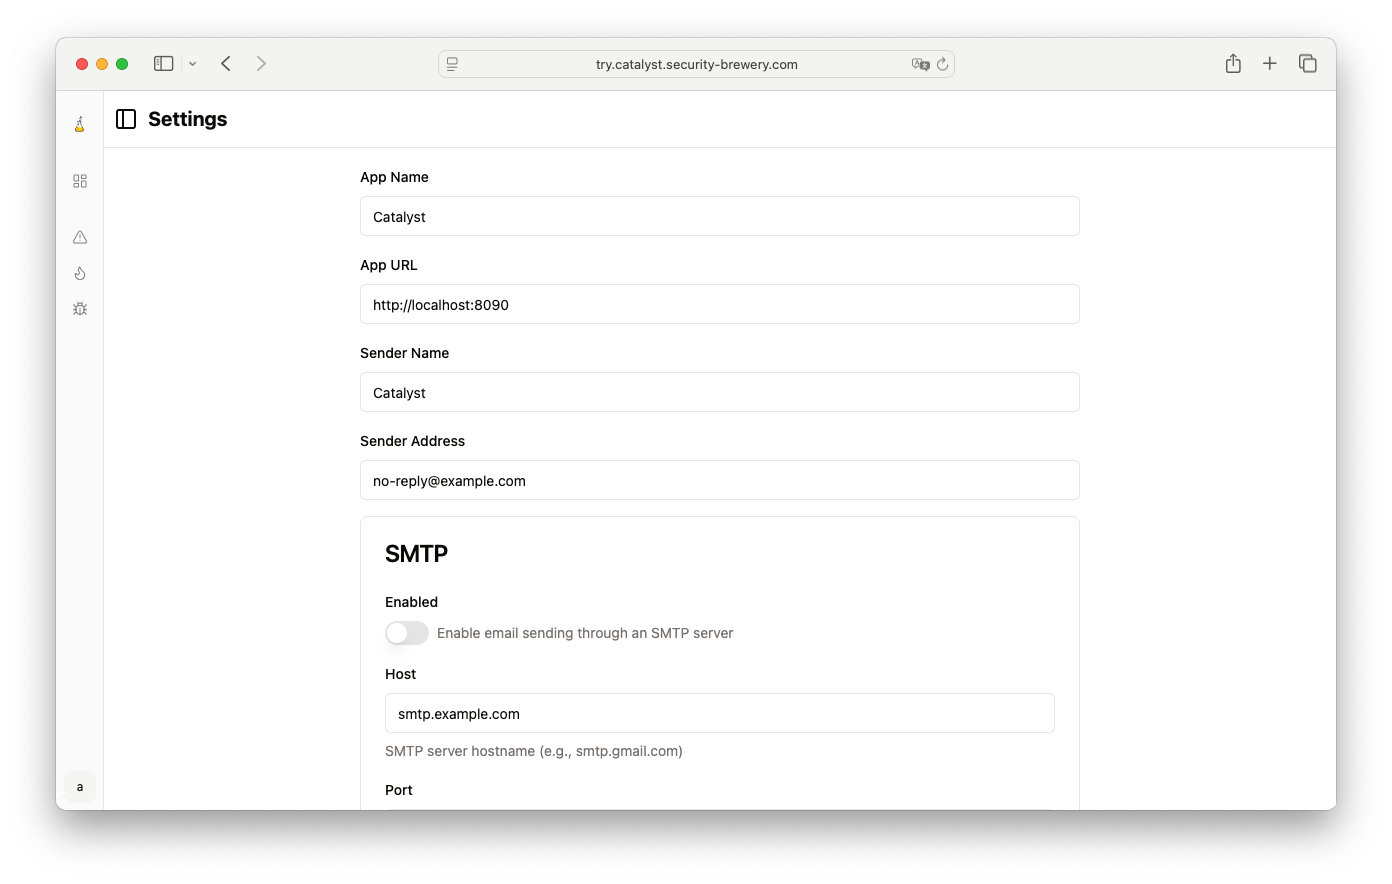 try.catalyst.security-brewery.com
Settings
App Name
Catalyst
App URL
http://localhost:8090
Sender Name
Catalyst
Sender Address
no-reply@example.com
SMTP
Enabled
Enable email sending through an SMTP server
Host
smtp.example.com
SMTP server hostname (e.g., smtp.gmail.com)
Port
a